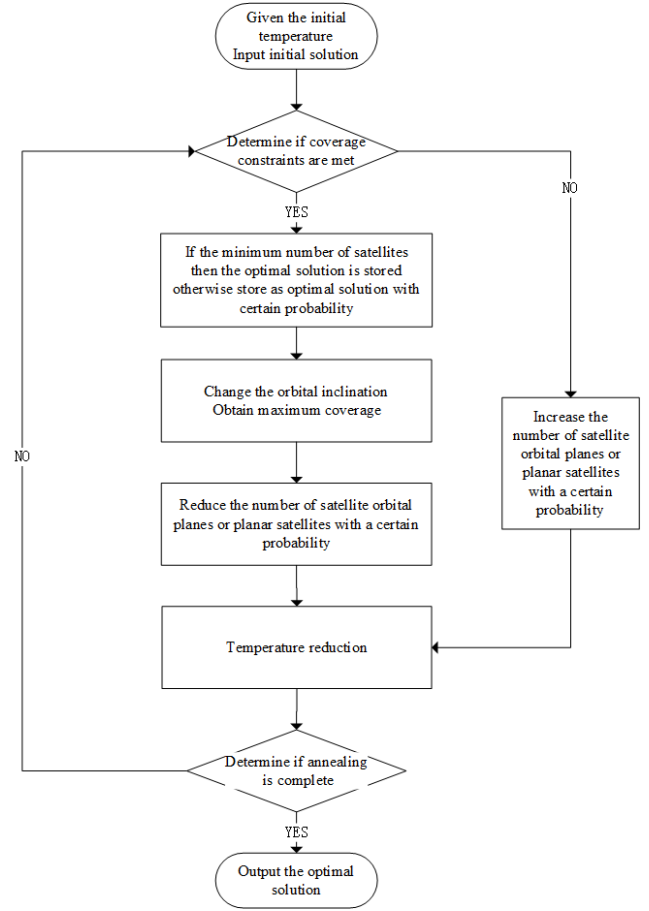 Given the initial
temperature
Input initial solution
Determine if coverage
constraints are met
NO
YES
If the minimum number of satellites
then the optimal solution is stored
otherwise store as optimal solution with
certain probability
Change the orbital inclination
Obtain maximum coverage
Increase the
number of satellite
orbital planes or
planar satellites
with a certain
probability
NO
Reduce the number of satellite orbital
planes or planar satellites with a certain
probability
Temperature reduction
Determine if annealing
is complete
YES
Output the optimal
solution